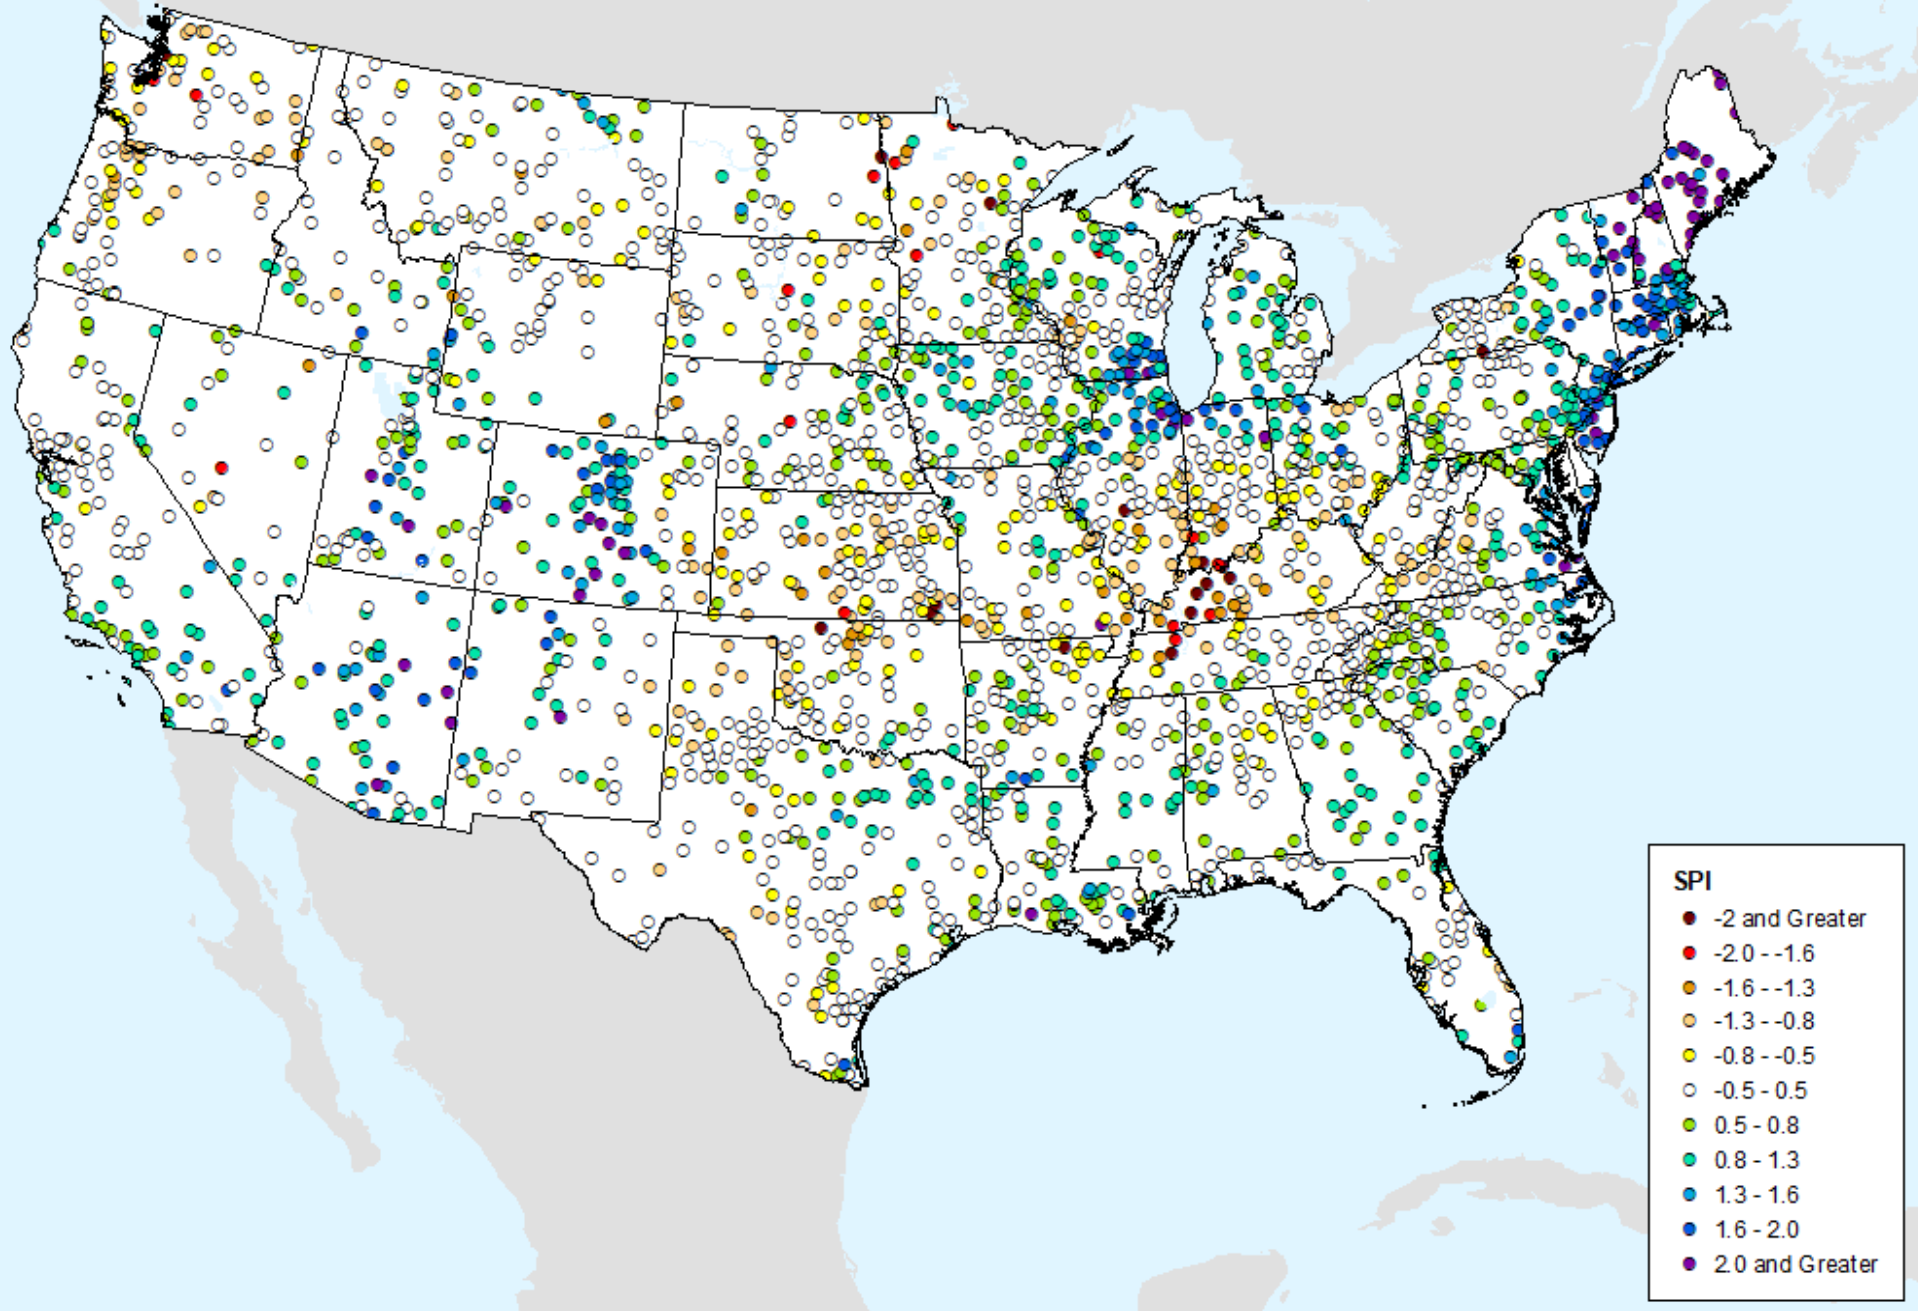 SPI
-2 and Greater
-2.0 - -1.6
-1.6 - -1.3
-1.3 - -0.8
-0.8 - -0.5
-0.5 - 0.5
0.5 - 0.8
0.8 - 1.3
1.3 - 1.6
1.6 - 2.0
2.0 and Greater